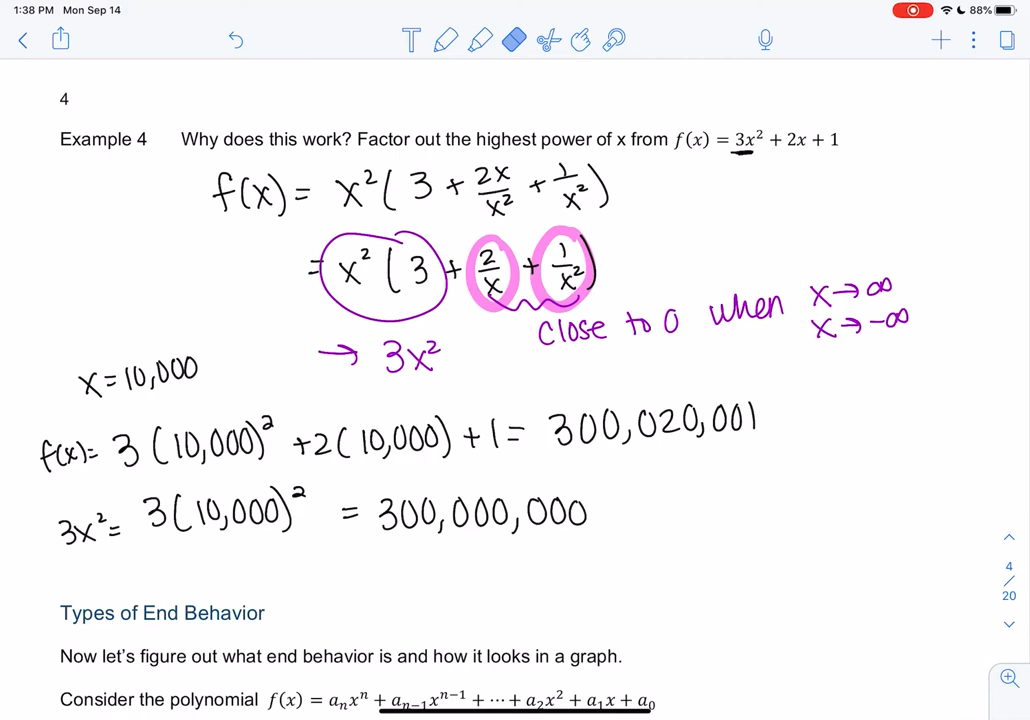 1:38 PM Mon Sep 14
88%
4
Example 4 Why does this work? Factor out the highest power of x from f(x) = 3x² + 2x + 1
f(x) = x² ( 3 + 2x/x² + 1/x² )
= x² ( 3 + 2/x + 1/x² )
close to 0 when x → ∞
x → -∞
→ 3x²
x = 10,000
f(x) = 3 (10,000)² + 2 (10,000) + 1 = 300,020,001
3x² = 3 (10,000)² = 300,000,000
4
/
20
Types of End Behavior
Now let's figure out what end behavior is and how it looks in a graph.
Consider the polynomial f(x) = aₙxⁿ + aₙ₋₁xⁿ⁻¹ + ⋯ + a₂x² + a₁x + a₀